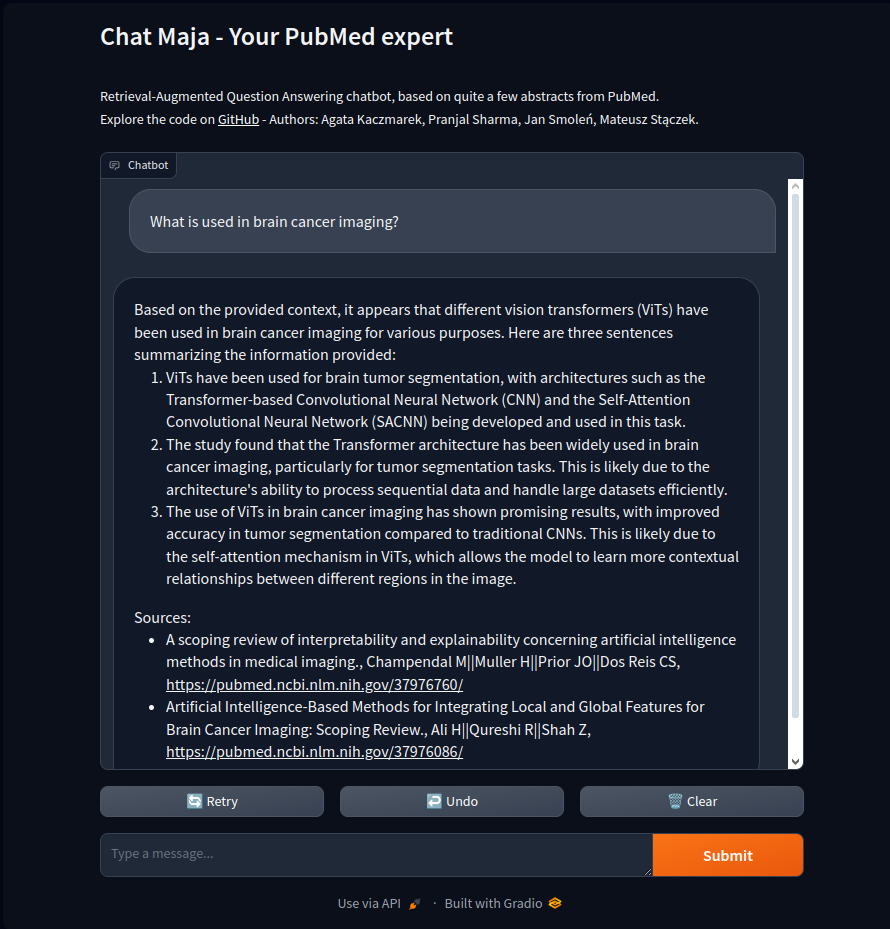 Chat Maja - Your PubMed expert
Retrieval-Augmented Question Answering chatbot, based on quite a few abstracts from PubMed.
Explore the code on GitHub - Authors: Agata Kaczmarek, Pranjal Sharma, Jan Smoleń, Mateusz Stączek.
Chatbot
What is used in brain cancer imaging?
Based on the provided context, it appears that different vision transformers (ViTs) have
been used in brain cancer imaging for various purposes. Here are three sentences
summarizing the information provided:
1. ViTs have been used for brain tumor segmentation, with architectures such as the
Transformer-based Convolutional Neural Network (CNN) and the Self-Attention
Convolutional Neural Network (SACNN) being developed and used in this task.
2. The study found that the Transformer architecture has been widely used in brain
cancer imaging, particularly for tumor segmentation tasks. This is likely due to the
architecture's ability to process sequential data and handle large datasets efficiently.
3. The use of ViTs in brain cancer imaging has shown promising results, with improved
accuracy in tumor segmentation compared to traditional CNNs. This is likely due to
the self-attention mechanism in ViTs, which allows the model to learn more contextual
relationships between different regions in the image.
Sources:
• A scoping review of interpretability and explainability concerning artificial intelligence
methods in medical imaging., Champendal M||Muller H||Prior JO||Dos Reis CS,
https://pubmed.ncbi.nlm.nih.gov/37976760/
• Artificial Intelligence-Based Methods for Integrating Local and Global Features for
Brain Cancer Imaging: Scoping Review., Ali H||Qureshi R||Shah Z,
https://pubmed.ncbi.nlm.nih.gov/37976086/
Retry
Undo
Clear
Type a message...
Submit
Use via API · Built with Gradio